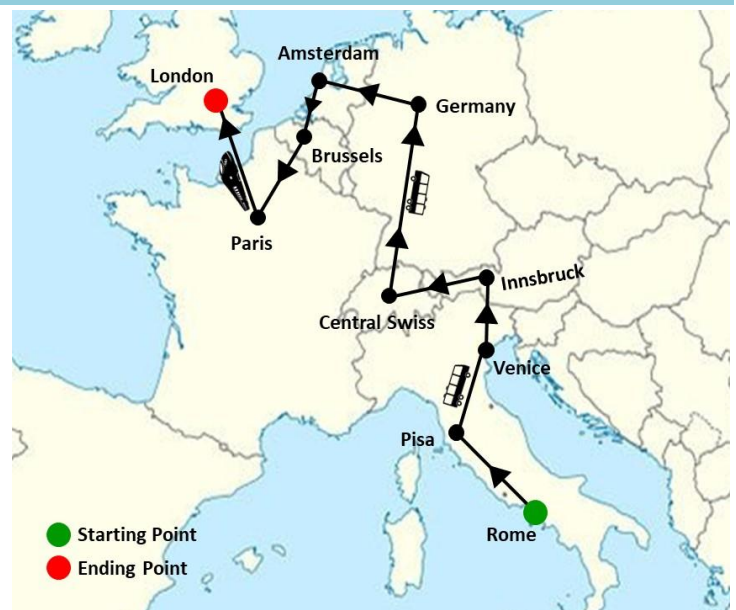 Amsterdam
London
Germany
Brussels
Paris
Innsbruck
Central Swiss
Venice
Pisa
Rome
Starting Point
Ending Point